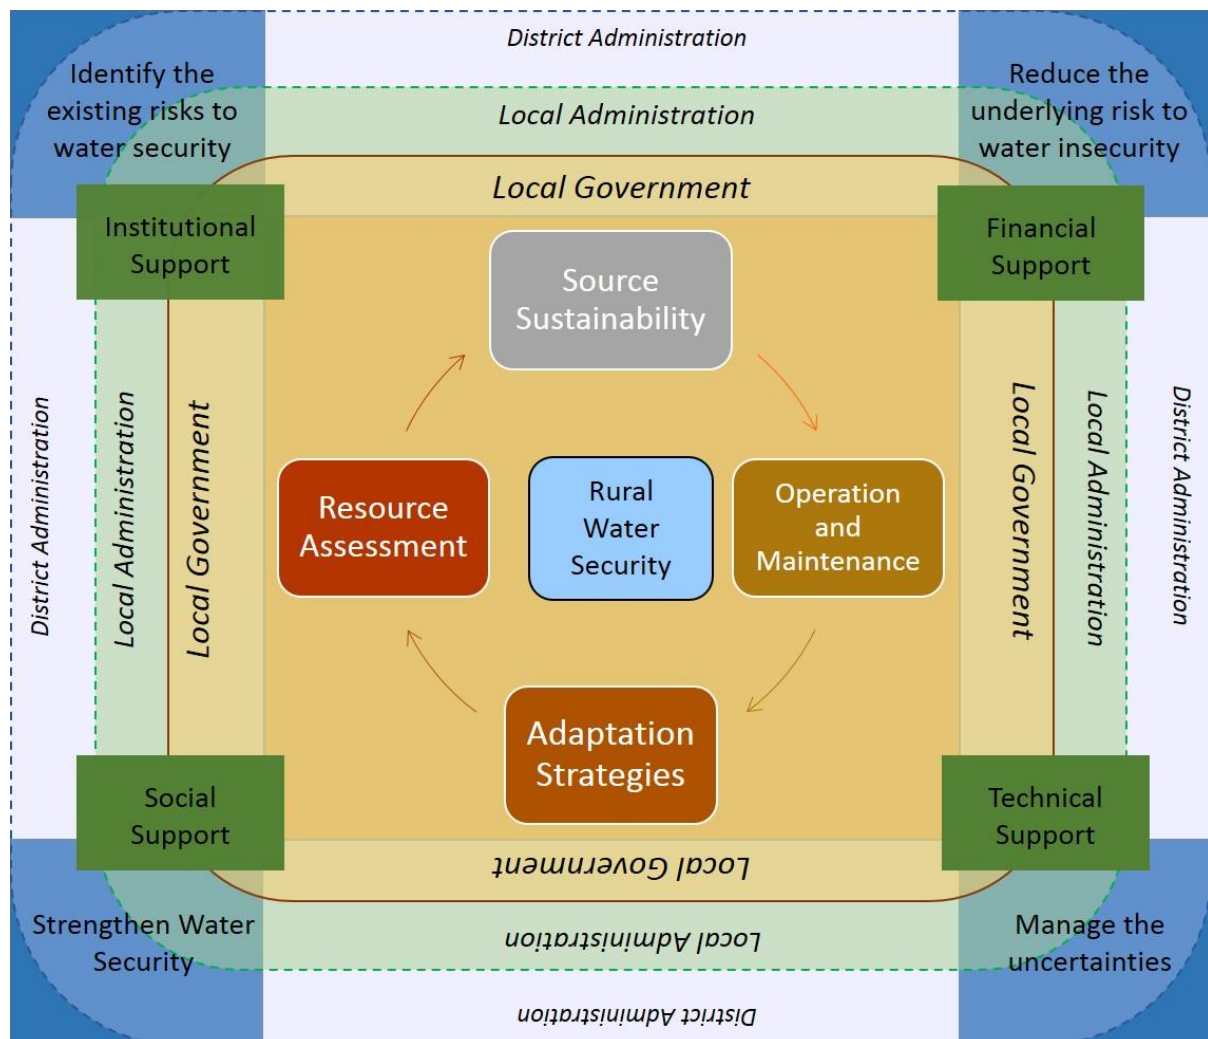 District Administration
Identify the
existing risks to
water security
Reduce the
underlying risk to
water insecurity
Local Administration
Local Government
Institutional
Support
Financial
Support
Source
Sustainability
District Administration
Local Administration
Local Government
Resource
Assessment
Rural
Water
Security
Operation
and
Maintenance
Local Government
Local Administration
District Administration
Adaptation
Strategies
Social
Support
Technical
Support
Local Government
Strengthen Water
Security
Local Administration
Manage the
uncertainties
District Administration